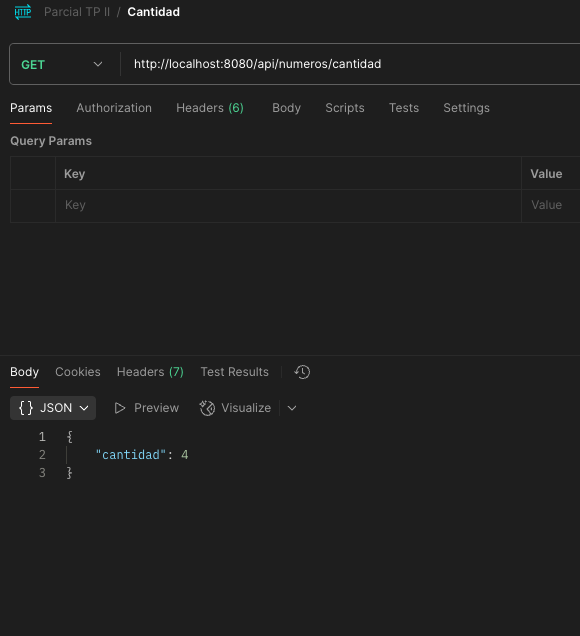 HTTP Parcial TP II / Cantidad
GET http://localhost:8080/api/numeros/cantidad
Params Authorization Headers (6) Body Scripts Tests Settings
Query Params
Key Value
Key Value
Body Cookies Headers (7) Test Results
{} JSON Preview Visualize
1 {
2 "cantidad": 4
3 }